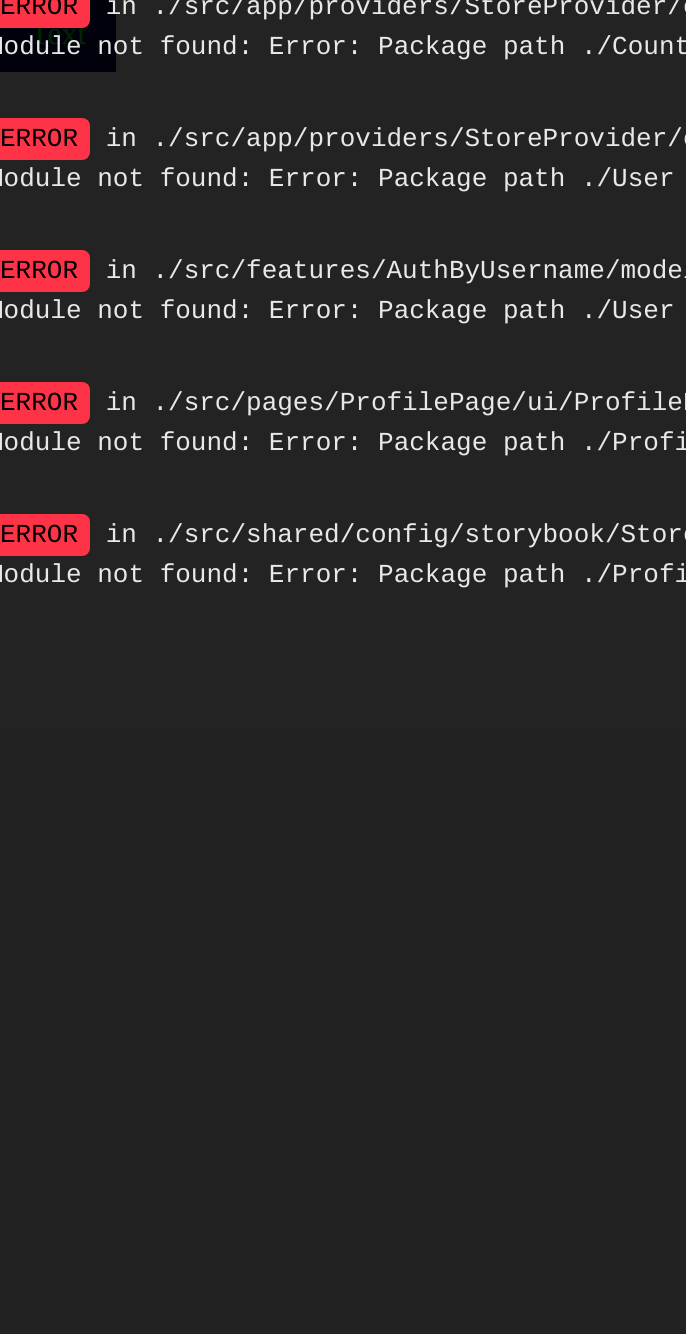 ERROR in ./src/app/providers/StoreProvider/
Module not found: Error: Package path ./Count
ERROR in ./src/app/providers/StoreProvider/
Module not found: Error: Package path ./User
ERROR in ./src/features/AuthByUsername/mode
Module not found: Error: Package path ./User
ERROR in ./src/pages/ProfilePage/ui/Profile
Module not found: Error: Package path ./Profi
ERROR in ./src/shared/config/storybook/Store
Module not found: Error: Package path ./Profi